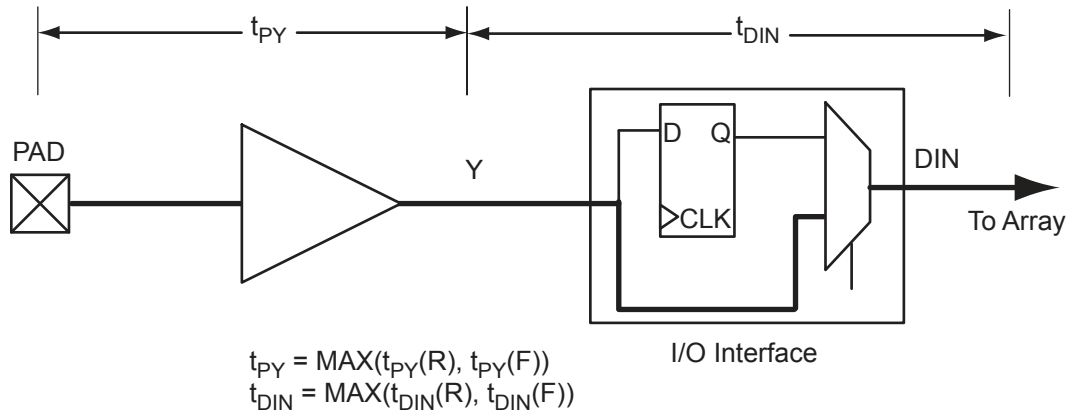 tPY tDIN
PAD
Y
D Q
CLK
DIN
To Array
I/O Interface
tPY = MAX(tPY(R), tPY(F))
tDIN = MAX(tDIN(R), tDIN(F))